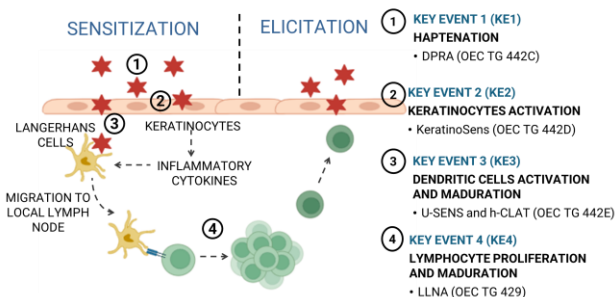 SENSITIZATION
ELICITATION
1
2
3
LANGERHANS
CELLS
KERATINOCYTES
INFLAMMATORY
CYTOKINES
MIGRATION TO
LOCAL LYMPH
NODE
4
1
KEY EVENT 1 (KE1)
HAPTENATION
• DPRA (OEC TG 442C)
2
KEY EVENT 2 (KE2)
KERATINOCYTES ACTIVATION
• KeratinoSens (OEC TG 442D)
3
KEY EVENT 3 (KE3)
DENDRITIC CELLS ACTIVATION
AND MADURATION
• U-SENS and h-CLAT (OEC TG 442E)
4
KEY EVENT 4 (KE4)
LYMPHOCYTE PROLIFERATION
AND MADURATION
• LLNA (OEC TG 429)